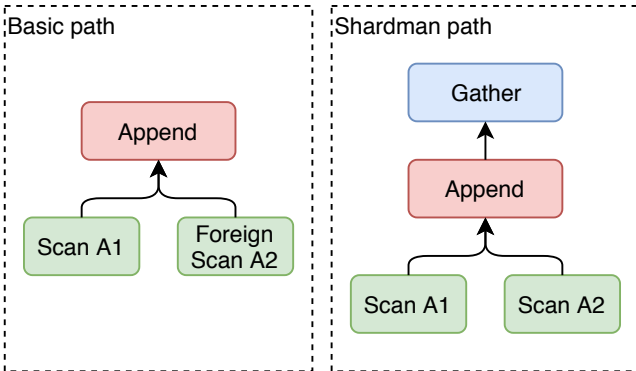 Basic path
Append
Scan A1
Foreign
Scan A2
Shardman path
Gather
Append
Scan A1
Scan A2